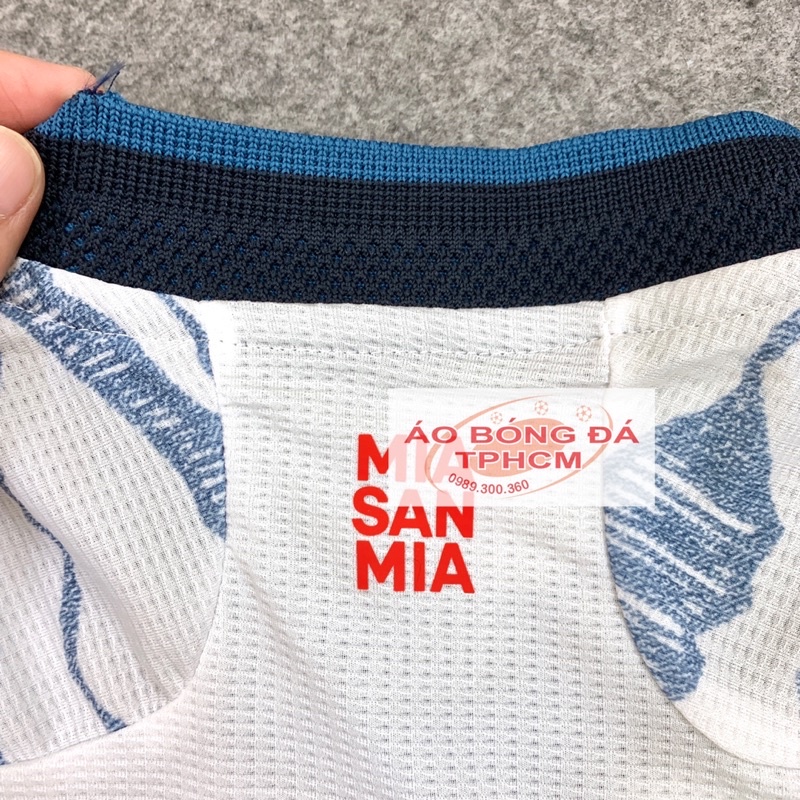 MIA
SAN
MIA
ÁO BÓNG ĐÁ
TPHCM
0989.300.360